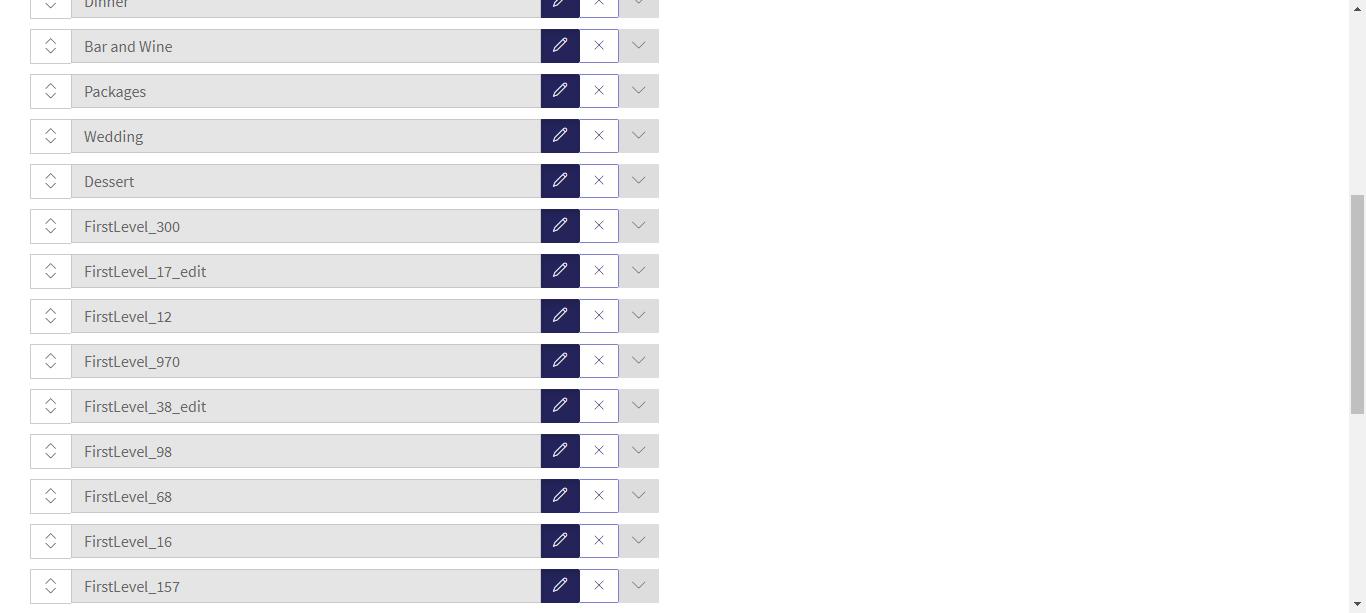 Dinner
Bar and Wine
Packages
Wedding
Dessert
FirstLevel_300
FirstLevel_17_edit
FirstLevel_12
FirstLevel_970
FirstLevel_38_edit
FirstLevel_98
FirstLevel_68
FirstLevel_16
FirstLevel_157